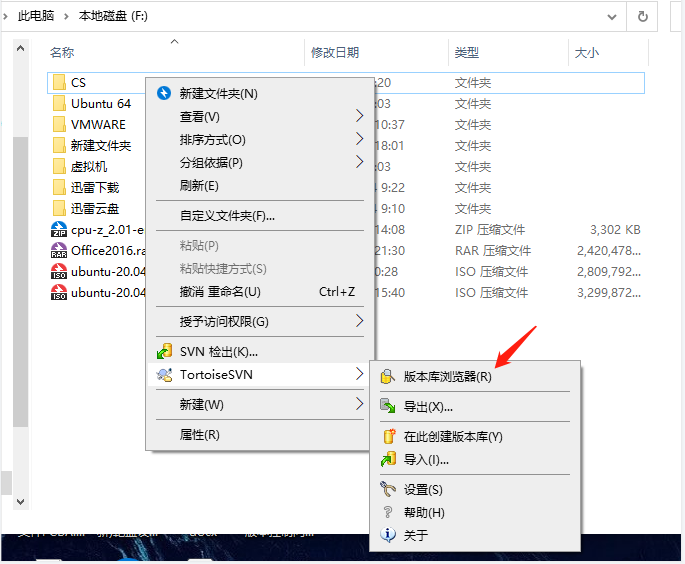 此电脑 › 本地磁盘 (F:)
名称 修改日期 类型 大小
CS :20 文件夹
Ubuntu 64 :03 文件夹
VMWARE 10:37 文件夹
新建文件夹 18:01 文件夹
虚拟机 :03 文件夹
迅雷下载 4 9:22 文件夹
迅雷云盘 4 9:10 文件夹
cpu-z_2.01-e 14:08 ZIP 压缩文件 3,302 KB
Office2016.ra 21:30 RAR 压缩文件 2,420,478...
ubuntu-20.04 0:28 ISO 压缩文件 2,809,792...
ubuntu-20.04 15:40 ISO 压缩文件 3,299,872...
新建文件夹(N)
查看(V)
排序方式(O)
分组依据(P)
刷新(E)
自定义文件夹(F)...
粘贴(P)
粘贴快捷方式(S)
撤消 重命名(U) Ctrl+Z
授予访问权限(G)
SVN 检出(K)...
TortoiseSVN
新建(W)
属性(R)
版本库浏览器(R)
导出(X)...
在此创建版本库(Y)
导入(I)...
设置(S)
帮助(H)
关于